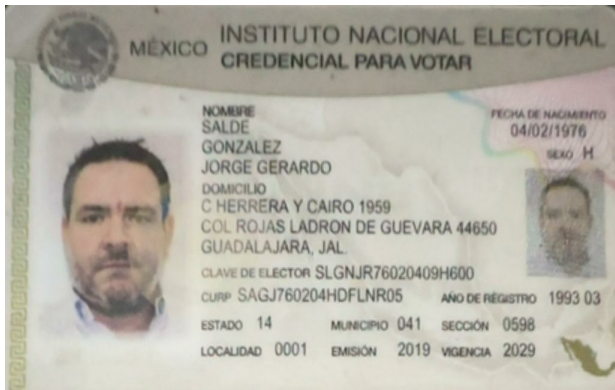 MÉXICO INSTITUTO NACIONAL ELECTORAL
CREDENCIAL PARA VOTAR
NOMBRE
SALDE
GONZALEZ
JORGE GERARDO
FECHA DE NACIMIENTO
04/02/1976
SEXO H
DOMICILIO
C HERRERA Y CAIRO 1959
COL ROJAS LADRON DE GUEVARA 44650
GUADALAJARA, JAL.
CLAVE DE ELECTOR SLGNJR76020409H600
CURP SAGJ760204HDFLNR05 AÑO DE REGISTRO 1993 03
ESTADO 14 MUNICIPIO 041 SECCIÓN 0598
LOCALIDAD 0001 EMISIÓN 2019 VIGENCIA 2029